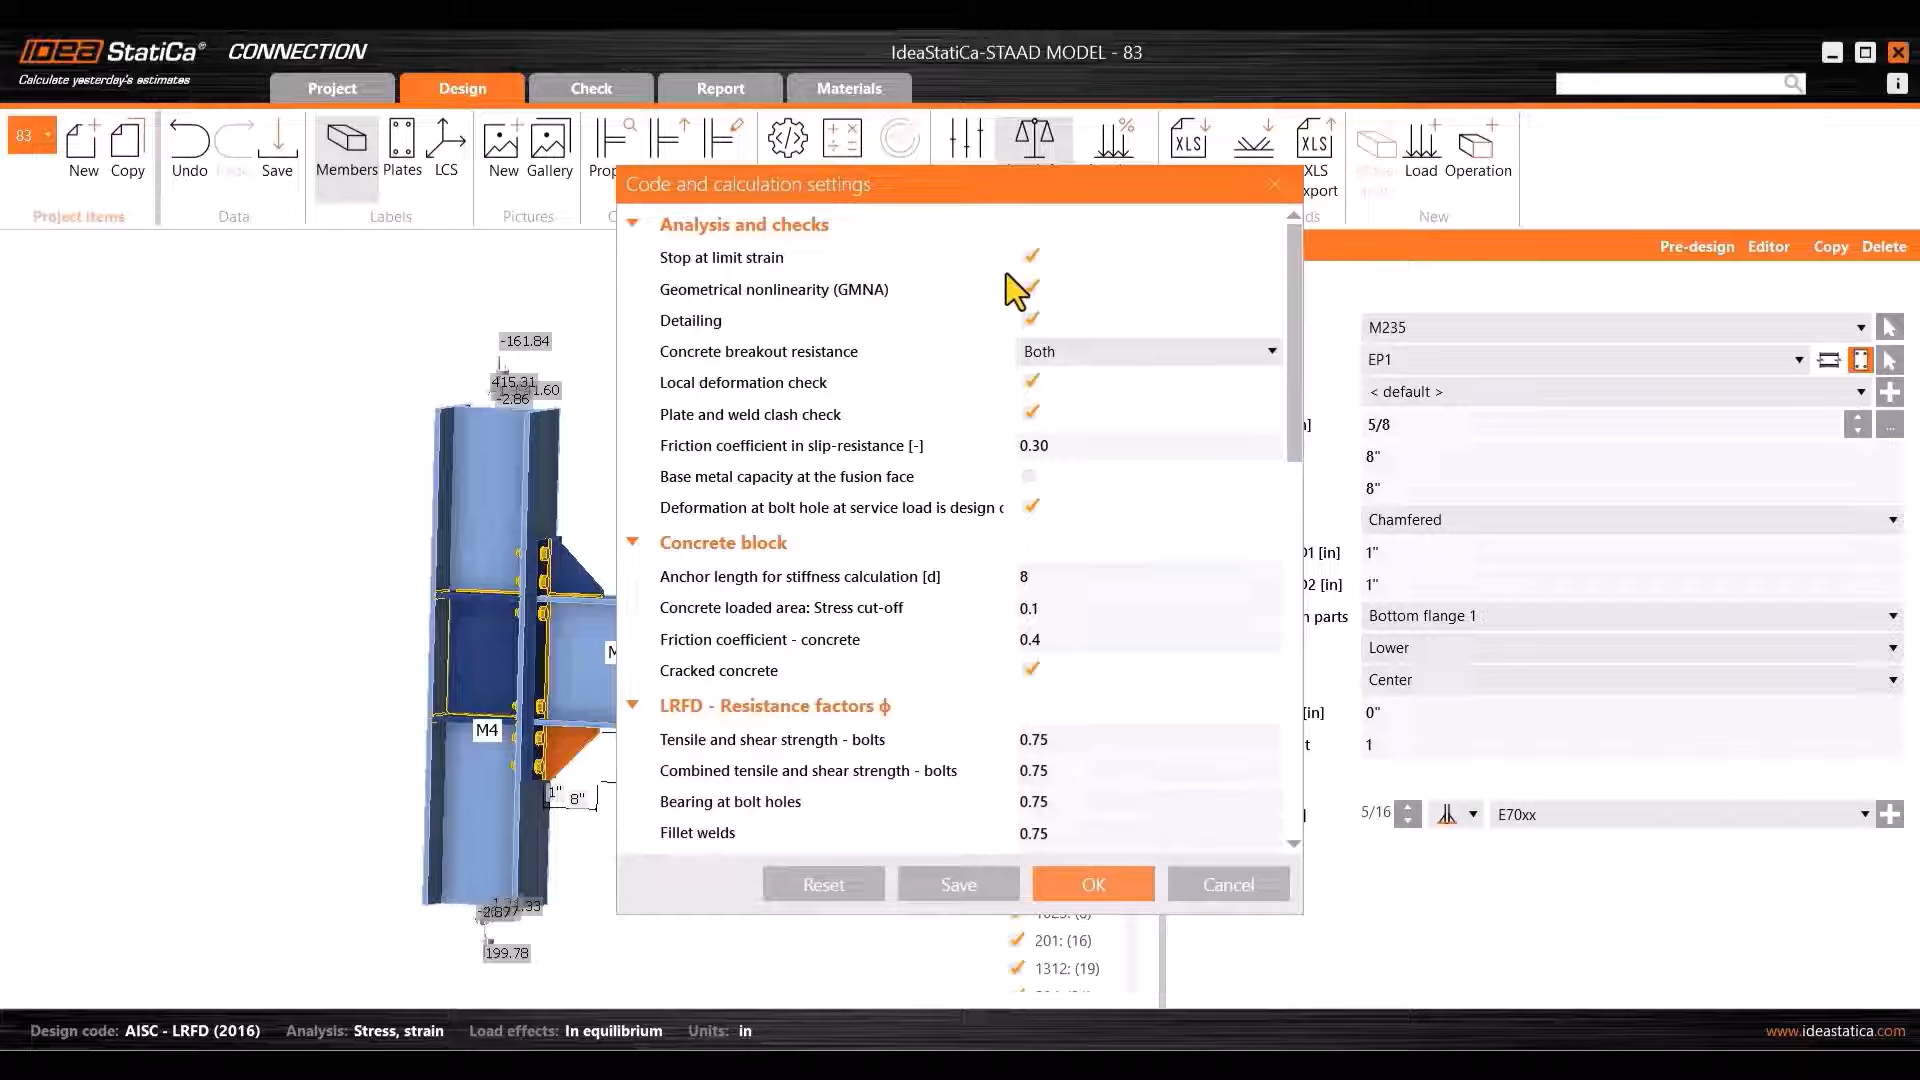 IDEA StatiCa® CONNECTION
Calculate yesterday's estimates
IdeaStatiCa-STAAD MODEL - 83
Project
Design
Check
Report
Materials
i
83
New
Copy
Undo
Save
Members
Plates
LCS
New
Gallery
XLS
XLS
XLS
Load
Operation
Project items
Data
Labels
Pictures
New
Code and calculation settings
Analysis and checks
Stop at limit strain
Geometrical nonlinearity (GMNA)
Detailing
Concrete breakout resistance Both
Local deformation check
Plate and weld clash check
Friction coefficient in slip-resistance [-] 0.30
Base metal capacity at the fusion face
Deformation at bolt hole at service load is design
Concrete block
Anchor length for stiffness calculation [d] 8
Concrete loaded area: Stress cut-off 0.1
Friction coefficient - concrete 0.4
Cracked concrete
LRFD - Resistance factors ϕ
Tensile and shear strength - bolts 0.75
Combined tensile and shear strength - bolts 0.75
Bearing at bolt holes 0.75
Fillet welds 0.75
Reset
Save
OK
Cancel
201: (16)
1312: (19)
Pre-design Editor Copy Delete
M235
EP1
< default >
5/8
...
8"
8"
Chamfered
[in] 1"
[in] 1"
parts Bottom flange 1
Lower
Center
[in] 0"
1
5/16
E70xx
-161.84
415.31
-2.86
M4
1"
8"
199.78
Design code: AISC - LRFD (2016) Analysis: Stress, strain Load effects: In equilibrium Units: in
www.ideastatica.com